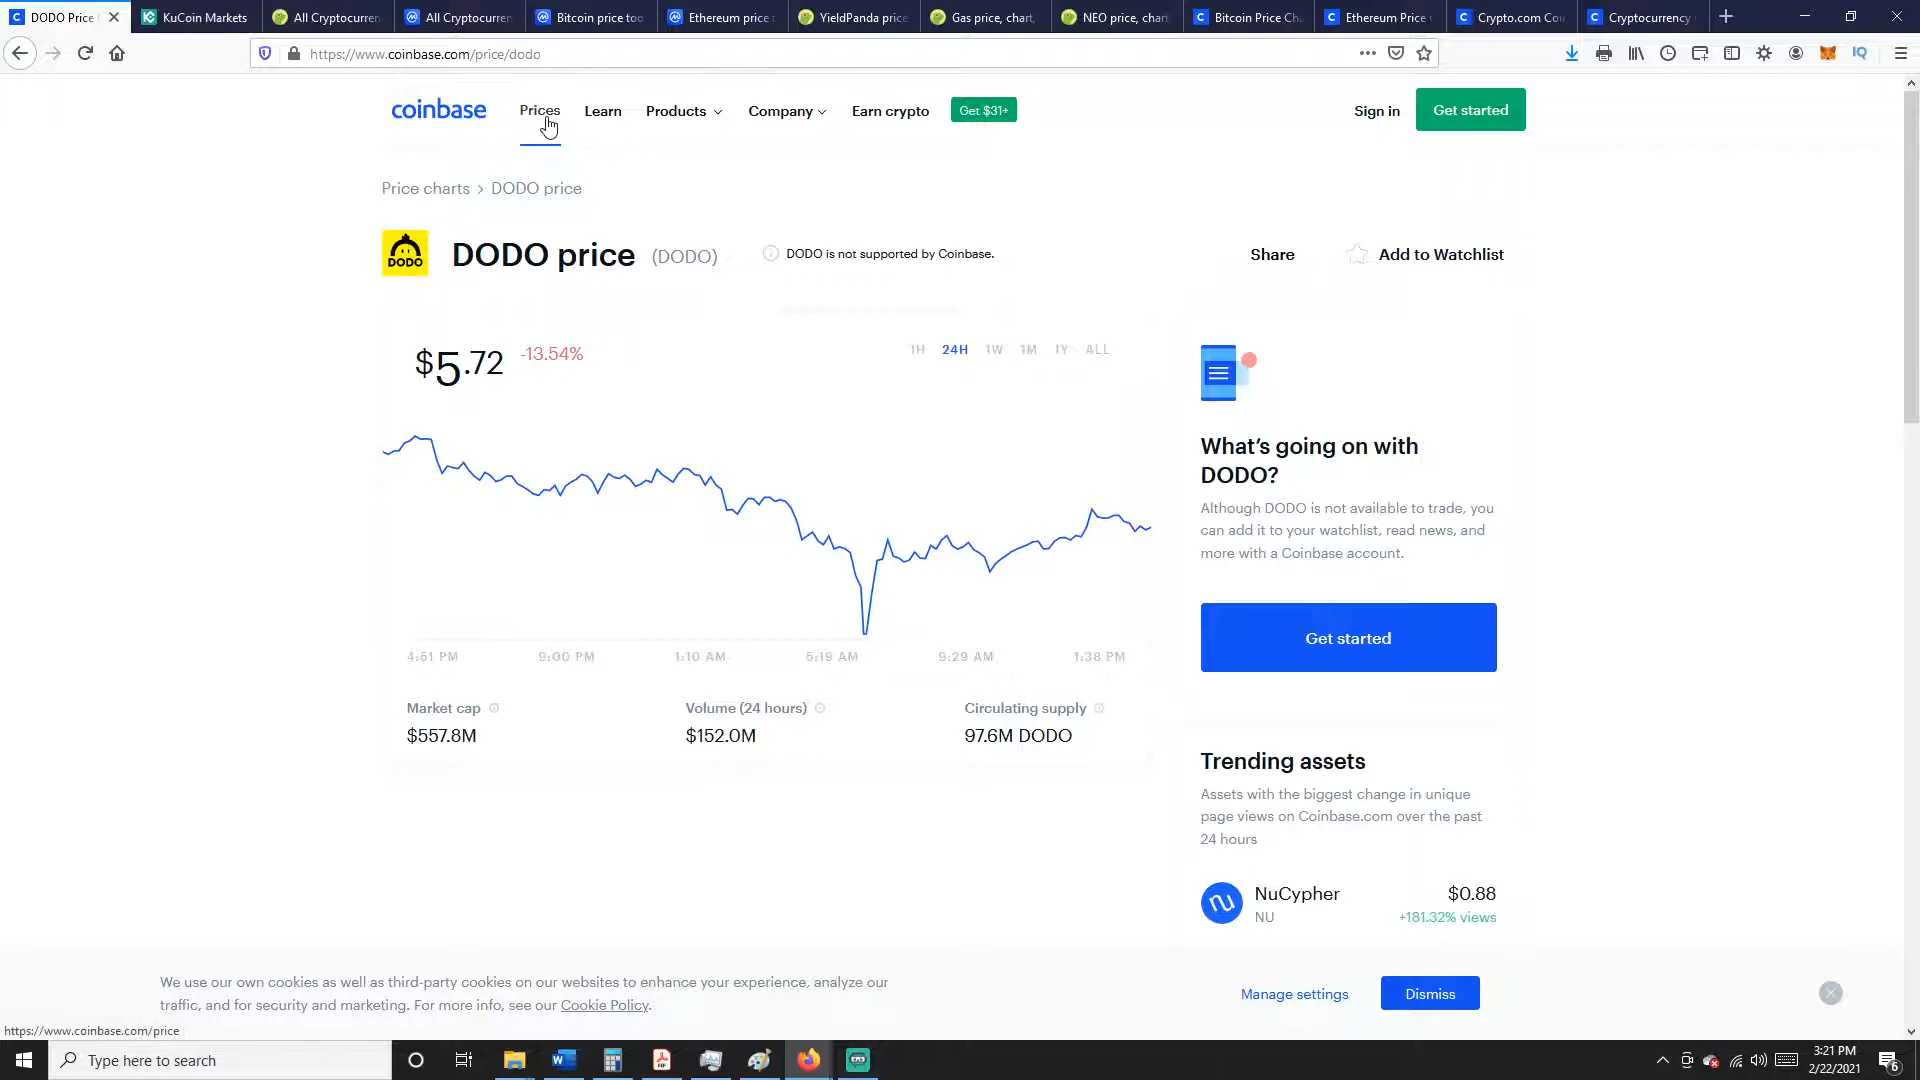 DODO Price
KuCoin Markets
All Cryptocurren
All Cryptocurren
Bitcoin price too
Ethereum price t
YieldPanda price
Gas price, chart,
NEO price, chart
Bitcoin Price Ch
Ethereum Price
Crypto.com Co
Cryptocurrency
https://www.coinbase.com/price/dodo
IQ
coinbase
Prices
Learn
Products
Company
Earn crypto
Get $31+
Sign in
Get started
Price charts › DODO price
DODO
DODO price (DODO)
DODO is not supported by Coinbase.
Share
Add to Watchlist
$5.72
-13.54%
1H 24H 1W 1M 1Y ALL
4:51 PM 9:00 PM 1:10 AM 5:19 AM 9:29 AM 1:38 PM
Market cap
$557.8M
Volume (24 hours)
$152.0M
Circulating supply
97.6M DODO
What's going on with
DODO?
Although DODO is not available to trade, you
can add it to your watchlist, read news, and
more with a Coinbase account.
Get started
Trending assets
Assets with the biggest change in unique
page views on Coinbase.com over the past
24 hours
NuCypher
$0.88
NU
+181.32% views
We use our own cookies as well as third-party cookies on our websites to enhance your experience, analyze our
traffic, and for security and marketing. For more info, see our Cookie Policy.
Manage settings
Dismiss
https://www.coinbase.com/price
Type here to search
3:21 PM
2/22/2021
6